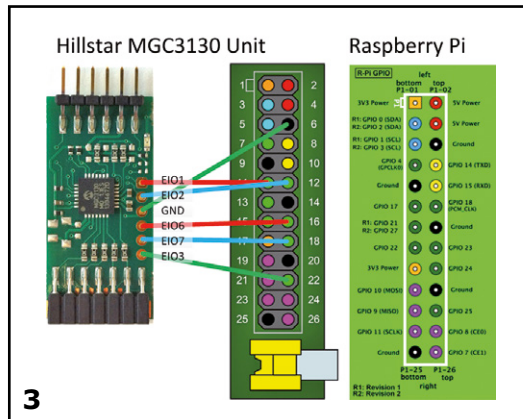 Hillstar MGC3130 Unit
Raspberry Pi
1 2
3 4
5 6
7 8
9 10
12
13 14
15 16
18
19 20
21 22
23 24
25 26
EIO1
EIO2
GND
EIO6
EIO7
EIO3
R-Pi GPIO
left
bottom top
P1-01 P1-02
3V3 Power
5V Power
R1: GPIO 0 (SDA)
R2: GPIO 2 (SDA)
5V Power
R1: GPIO 1 (SCL)
R2: GPIO 3 (SCL)
Ground
GPIO 4
(GPCLK0)
GPIO 14 (TXD)
Ground
GPIO 15 (RXD)
GPIO 17
GPIO 18
(PCM_CLK)
R1: GPIO 21
R2: GPIO 27
Ground
GPIO 22
GPIO 23
3V3 Power
GPIO 24
GPIO 10 (MOSI)
Ground
GPIO 9 (MISO)
GPIO 25
GPIO 11 (SCLK)
GPIO 8 (CE0)
Ground
GPIO 7 (CE1)
P1-25 P1-26
bottom top
right
R1: Revision 1
R2: Revision 2
3